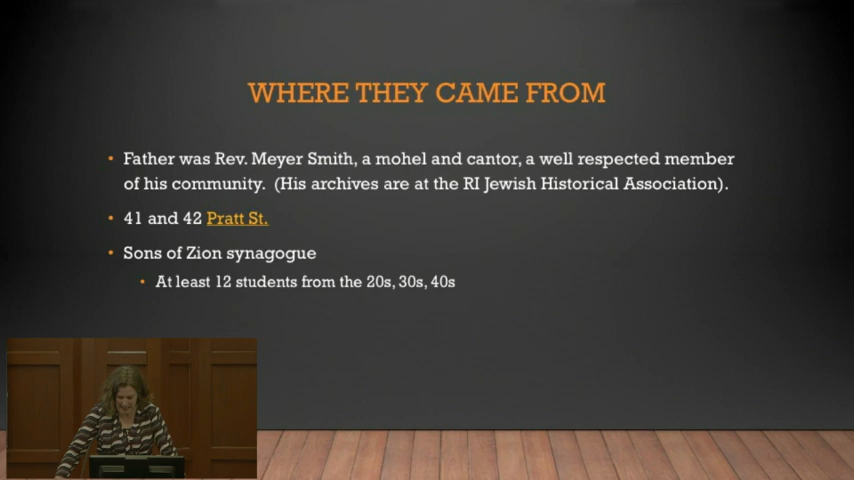 WHERE THEY CAME FROM
• Father was Rev. Meyer Smith, a mohel and cantor, a well respected member
of his community. (His archives are at the RI Jewish Historical Association).
• 41 and 42 Pratt St.
• Sons of Zion synagogue
• At least 12 students from the 20s, 30s, 40s